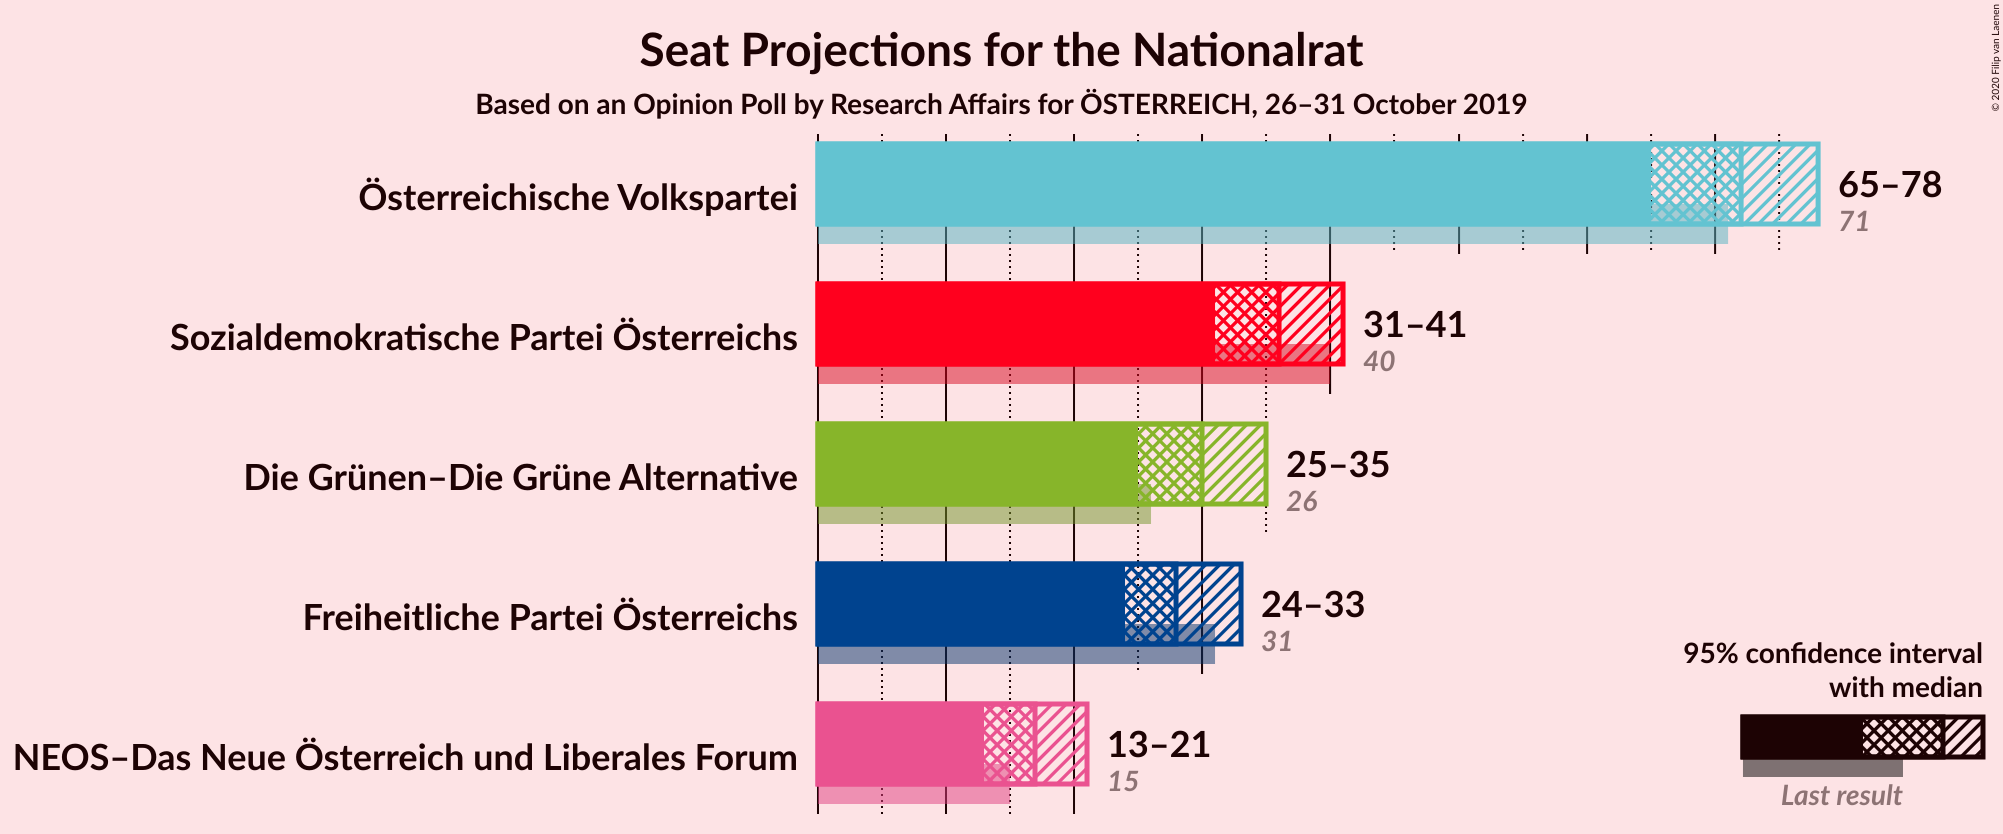 Seat Projections for the Nationalrat
Based on an Opinion Poll by Research Affairs for ÖSTERREICH, 26–31 October 2019
© 2020 Filip van Laenen
Österreichische Volkspartei
65–78
71
Sozialdemokratische Partei Österreichs
31–41
40
Die Grünen–Die Grüne Alternative
25–35
26
Freiheitliche Partei Österreichs
24–33
31
NEOS–Das Neue Österreich und Liberales Forum
13–21
15
95% confidence interval
with median
Last result